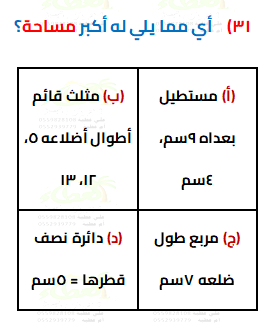 ٣١) أي مما يلي له أكبر مساحة؟
(أ) مستطيل
بعداه ٩سم،
٤سم
(ب) مثلث قائم
أطوال أضلاعه ٥،
١٢، ١٣
(ج) مربع طول
ضلعه ٧سم
(د) دائرة نصف
قطرها = ٥سم